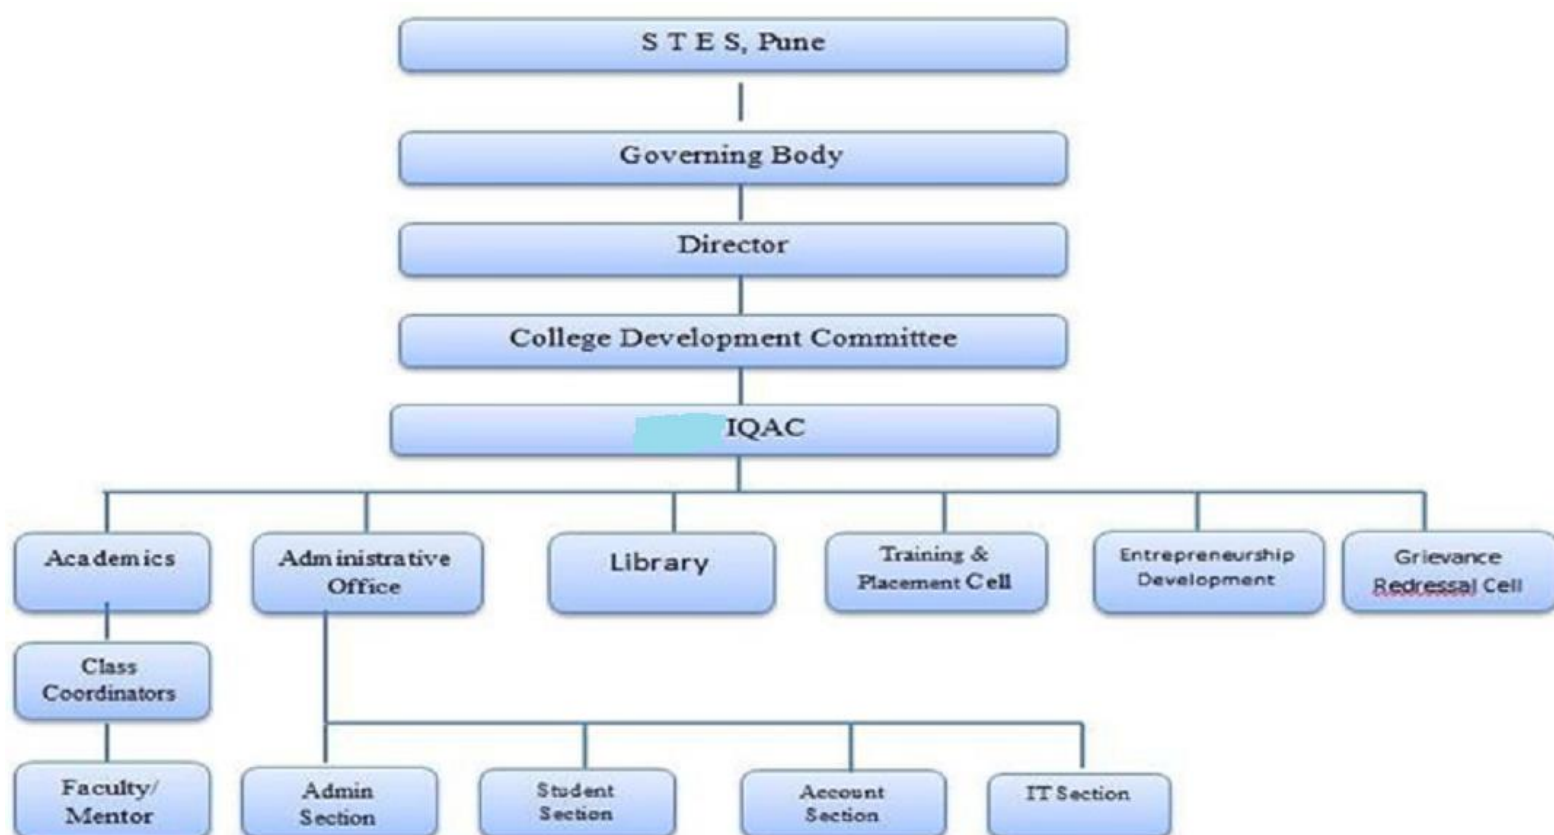 S T E S, Pune
Governing Body
Director
College Development Committee
IQAC
Academics
Administrative
Office
Library
Training &
Placement Cell
Entrepreneurship
Development
Grievance
Redressal Cell
Class
Coordinators
Faculty/
Mentor
Admin
Section
Student
Section
Account
Section
IT Section